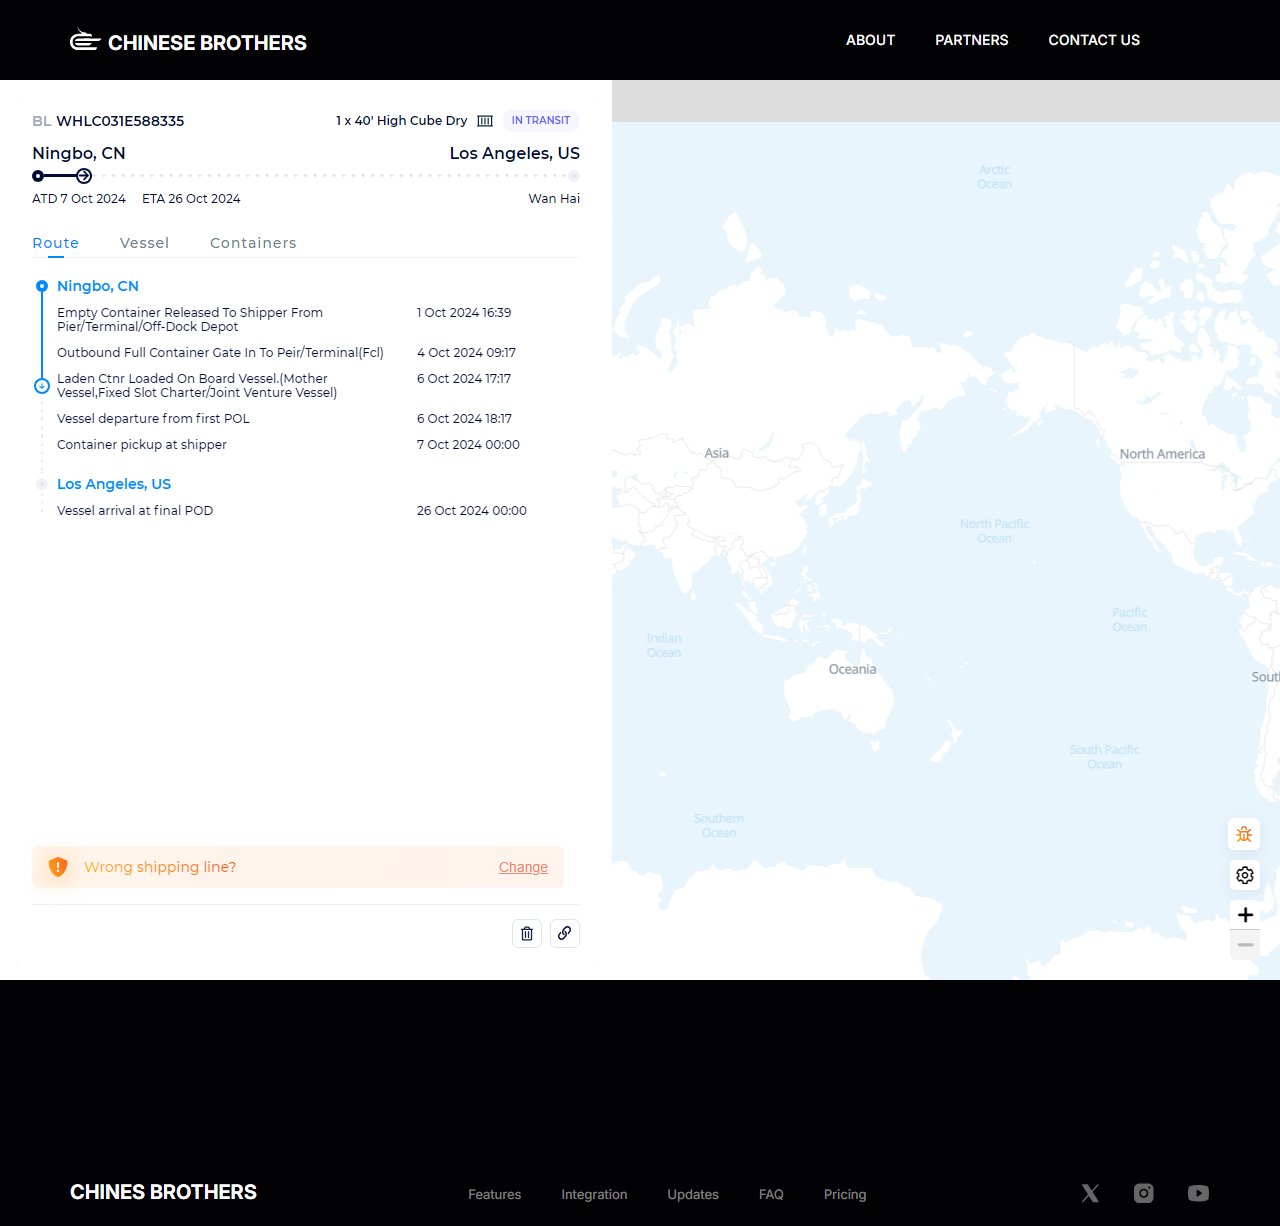 CHINESE BROTHERS
ABOUT PARTNERS CONTACT US
BL WHLC031E588335 1 x 40' High Cube Dry IN TRANSIT
Ningbo, CN Los Angeles, US
ATD 7 Oct 2024 ETA 26 Oct 2024 Wan Hai
Route Vessel Containers
Ningbo, CN
Empty Container Released To Shipper From 1 Oct 2024 16:39
Pier/Terminal/Off-Dock Depot
Outbound Full Container Gate In To Peir/Terminal(Fcl) 4 Oct 2024 09:17
Laden Ctnr Loaded On Board Vessel.(Mother 6 Oct 2024 17:17
Vessel,Fixed Slot Charter/Joint Venture Vessel)
Vessel departure from first POL 6 Oct 2024 18:17
Container pickup at shipper 7 Oct 2024 00:00
Los Angeles, US
Vessel arrival at final POD 26 Oct 2024 00:00
Wrong shipping line? Change
Arctic
Ocean
Asia
North America
North Pacific
Ocean
Pacific
Ocean
Indian
Ocean
Oceania
South
South Pacific
Ocean
Southern
Ocean
CHINES BROTHERS
Features Integration Updates FAQ Pricing